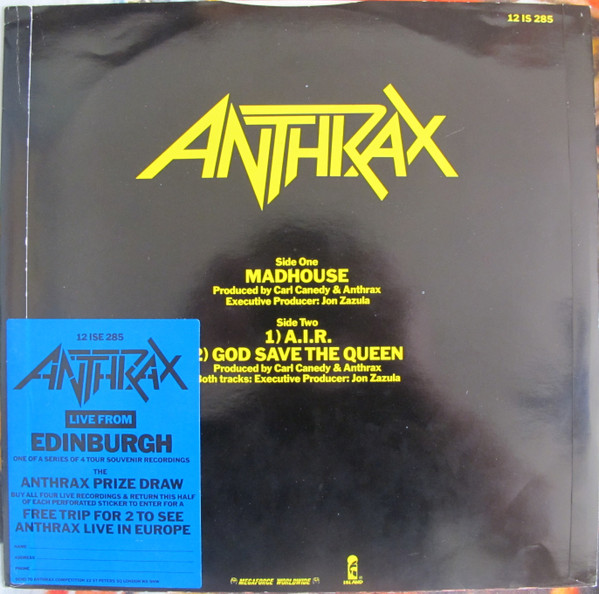 12 IS 285
ANTHRAX
Side One
MADHOUSE
Produced by Carl Canedy & Anthrax
Executive Producer: Jon Zazula
Side Two
1) A.I.R.
2) GOD SAVE THE QUEEN
Produced by Carl Canedy & Anthrax
Both tracks: Executive Producer: Jon Zazula
12 ISE 285
ANTHRAX
LIVE FROM
EDINBURGH
ONE OF A SERIES OF 4 TOUR SOUVENIR RECORDINGS
THE
ANTHRAX PRIZE DRAW
BUY ALL FOUR LIVE RECORDINGS & RETURN THIS HALF
OF EACH PERFORATED STICKER TO ENTER FOR A
FREE TRIP FOR 2 TO SEE
ANTHRAX LIVE IN EUROPE
NAME
ADDRESS
PHONE
MEGAFORCE WORLDWIDE
ISLAND